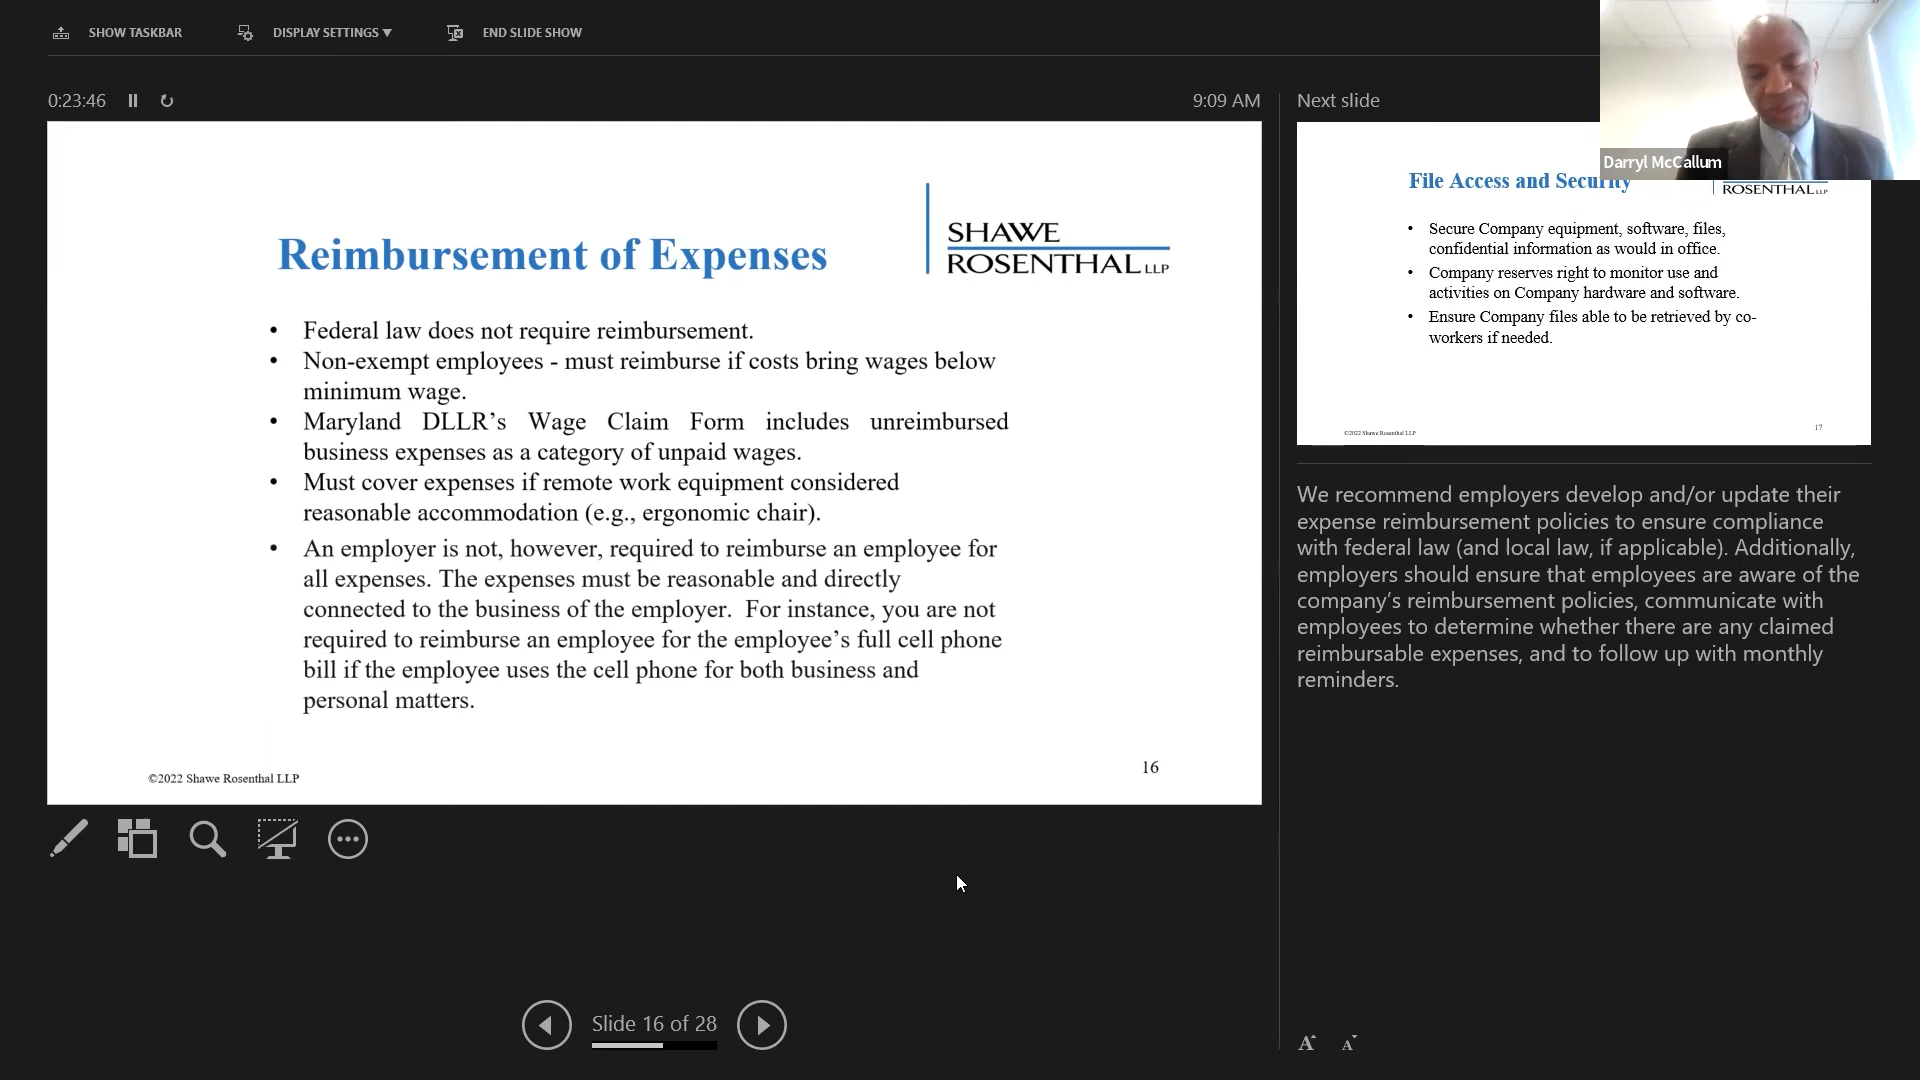 SHOW TASKBAR
DISPLAY SETTINGS ▼
END SLIDE SHOW
0:23:46
9:09 AM
Reimbursement of Expenses
SHAWE
ROSENTHAL LLP
• Federal law does not require reimbursement.
• Non-exempt employees - must reimburse if costs bring wages below
minimum wage.
• Maryland DLLR’s Wage Claim Form includes unreimbursed
business expenses as a category of unpaid wages.
• Must cover expenses if remote work equipment considered
reasonable accommodation (e.g., ergonomic chair).
• An employer is not, however, required to reimburse an employee for
all expenses. The expenses must be reasonable and directly
connected to the business of the employer. For instance, you are not
required to reimburse an employee for the employee’s full cell phone
bill if the employee uses the cell phone for both business and
personal matters.
©2022 Shawe Rosenthal LLP
16
Slide 16 of 28
Next slide
Darryl McCallum
File Access and Security
ROSENTHAL LLP
• Secure Company equipment, software, files,
confidential information as would in office.
• Company reserves right to monitor use and
activities on Company hardware and software.
• Ensure Company files able to be retrieved by co-
workers if needed.
©2022 Shawe Rosenthal LLP
17
We recommend employers develop and/or update their
expense reimbursement policies to ensure compliance
with federal law (and local law, if applicable). Additionally,
employers should ensure that employees are aware of the
company’s reimbursement policies, communicate with
employees to determine whether there are any claimed
reimbursable expenses, and to follow up with monthly
reminders.
A A